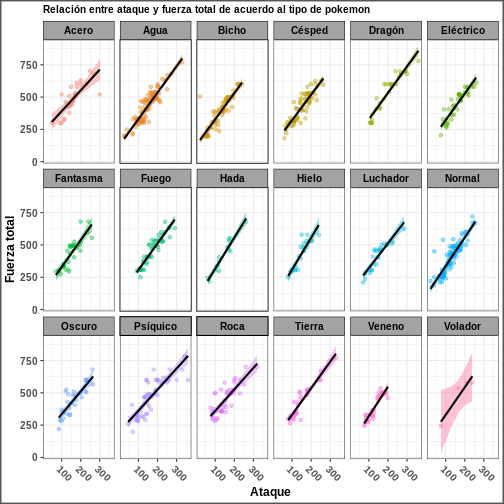 Relación entre ataque y fuerza total de acuerdo al tipo de pokemon
Acero Agua Bicho Césped Dragón Eléctrico
750
500
250
0
Fantasma Fuego Hada Hielo Luchador Normal
750
500
250
0
Oscuro Psíquico Roca Tierra Veneno Volador
750
500
250
0
100 200 300 100 200 300 100 200 300 100 200 300 100 200 300 100 200 300
Fuerza total
Ataque